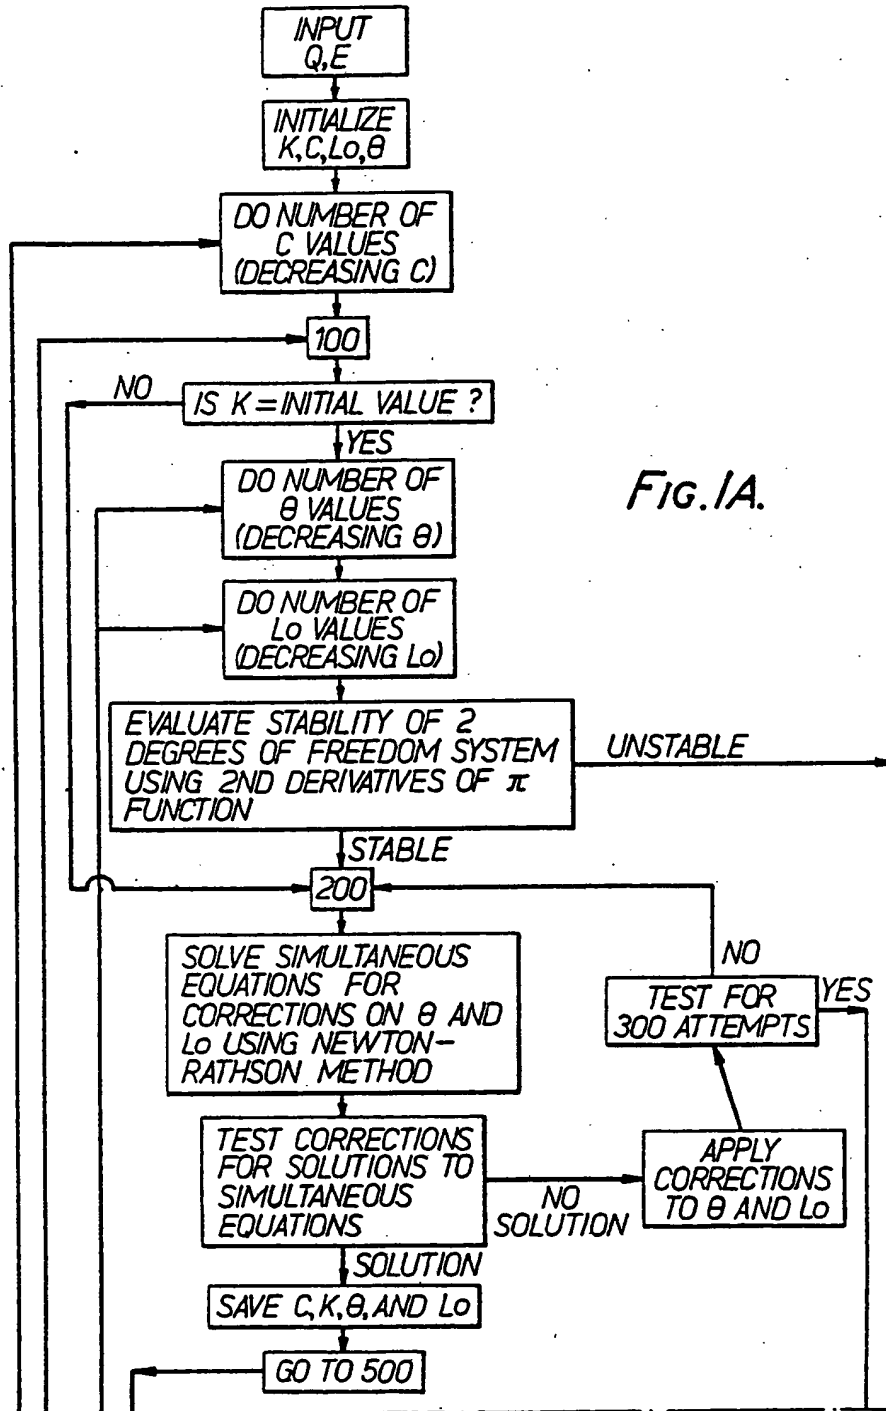 INPUT
Q,E
INITIALIZE
K,C,Lo,θ
DO NUMBER OF
C VALUES
(DECREASING C)
100
NO
IS K=INITIAL VALUE ?
YES
DO NUMBER OF
θ VALUES
(DECREASING θ)
FIG.1A.
DO NUMBER OF
Lo VALUES
(DECREASING Lo)
EVALUATE STABILITY OF 2
DEGREES OF FREEDOM SYSTEM
USING 2ND DERIVATIVES OF π
FUNCTION
UNSTABLE
STABLE
200
SOLVE SIMULTANEOUS
EQUATIONS FOR
CORRECTIONS ON θ AND
Lo USING NEWTON-
RATHSON METHOD
NO
TEST FOR
300 ATTEMPTS
YES
TEST CORRECTIONS
FOR SOLUTIONS TO
SIMULTANEOUS
EQUATIONS
NO
SOLUTION
APPLY
CORRECTIONS
TO θ AND Lo
SOLUTION
SAVE C,K,θ,AND Lo
GO TO 500